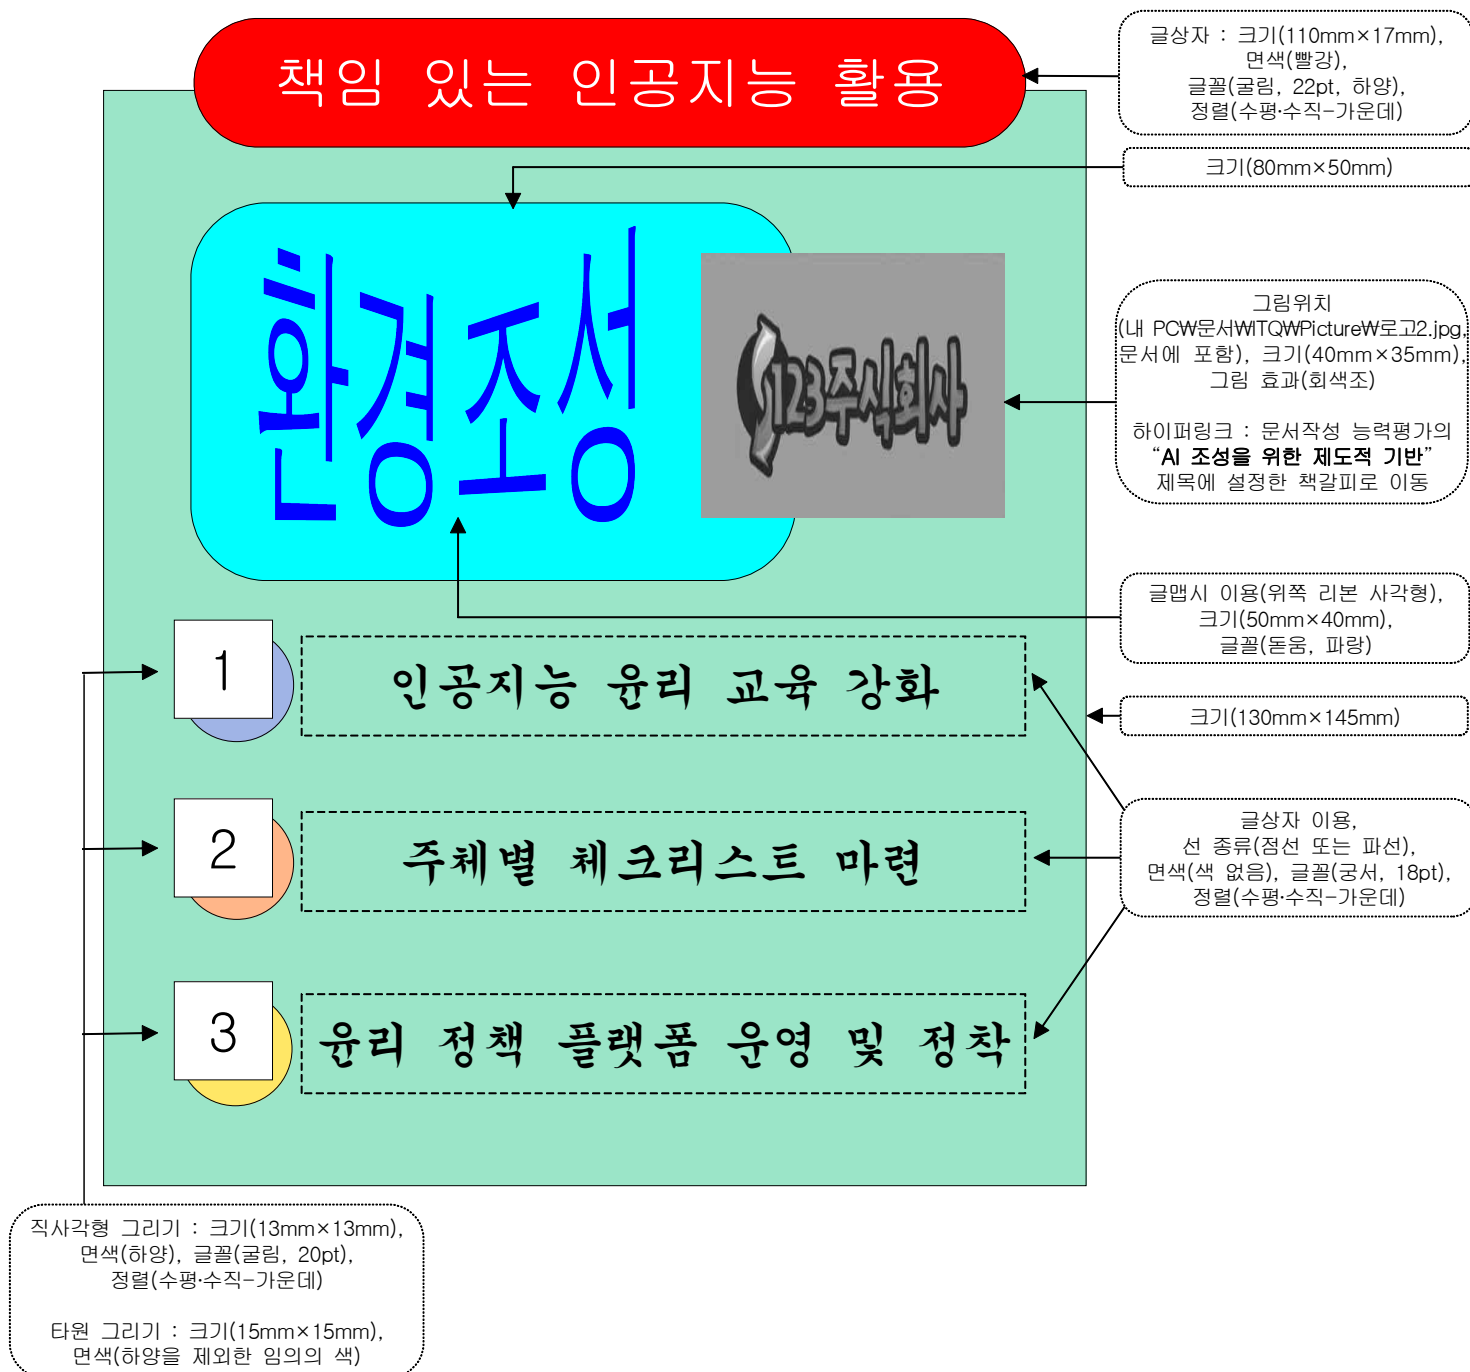 책임 있는 인공지능 활용
글상자 : 크기(110mm×17mm),
면색(빨강),
글꼴(굴림, 22pt, 하양),
정렬(수평·수직-가운데)
크기(80mm×50mm)
환경조성
123주식회사
그림위치
(내 PC₩문서₩ITQ₩Picture₩로고2.jpg,
문서에 포함), 크기(40mm×35mm),
그림 효과(회색조)
하이퍼링크 : 문서작성 능력평가의
“AI 조성을 위한 제도적 기반”
제목에 설정한 책갈피로 이동
글맵시 이용(위쪽 리본 사각형),
크기(50mm×40mm),
글꼴(돋움, 파랑)
1
인공지능 윤리 교육 강화
크기(130mm×145mm)
2
주체별 체크리스트 마련
글상자 이용,
선 종류(점선 또는 파선),
면색(색 없음), 글꼴(궁서, 18pt),
정렬(수평·수직-가운데)
3
윤리 정책 플랫폼 운영 및 정착
직사각형 그리기 : 크기(13mm×13mm),
면색(하양), 글꼴(굴림, 20pt),
정렬(수평·수직-가운데)
타원 그리기 : 크기(15mm×15mm),
면색(하양을 제외한 임의의 색)